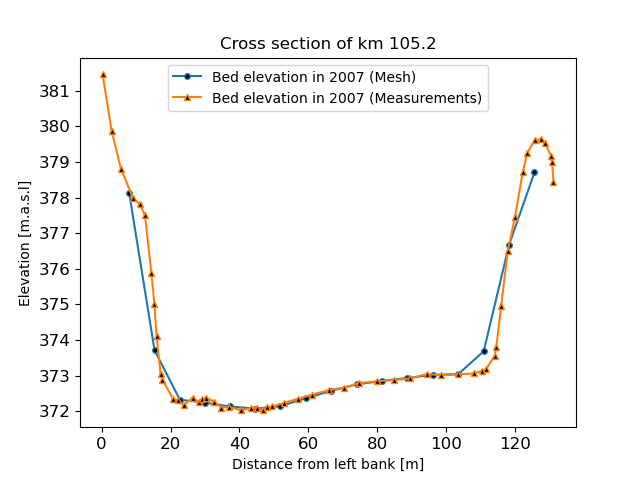 Cross section of km 105.2
Bed elevation in 2007 (Mesh)
Bed elevation in 2007 (Measurements)
Elevation [m.a.s.l]
381
380
379
378
377
376
375
374
373
372
0 20 40 60 80 100 120
Distance from left bank [m]